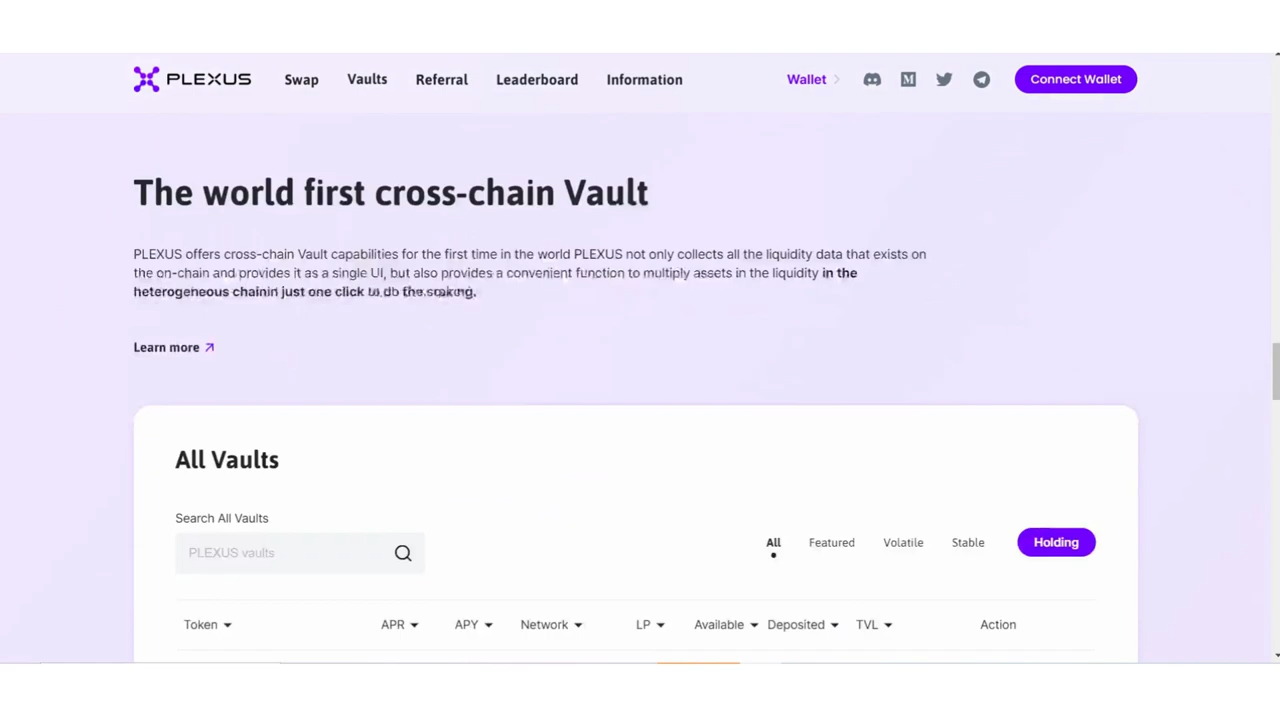 PLEXUS Swap Vaults Referral Leaderboard Information Wallet Connect Wallet
The world first cross-chain Vault
PLEXUS offers cross-chain Vault capabilities for the first time in the world PLEXUS not only collects all the liquidity data that exists on
the on-chain and provides it as a single UI, but also provides a convenient function to multiply assets in the liquidity in the
heterogeneous chain just one click to do the
Learn more
All Vaults
Search All Vaults
PLEXUS vaults
All Featured Volatile Stable Holding
Token APR APY Network LP Available Deposited TVL Action